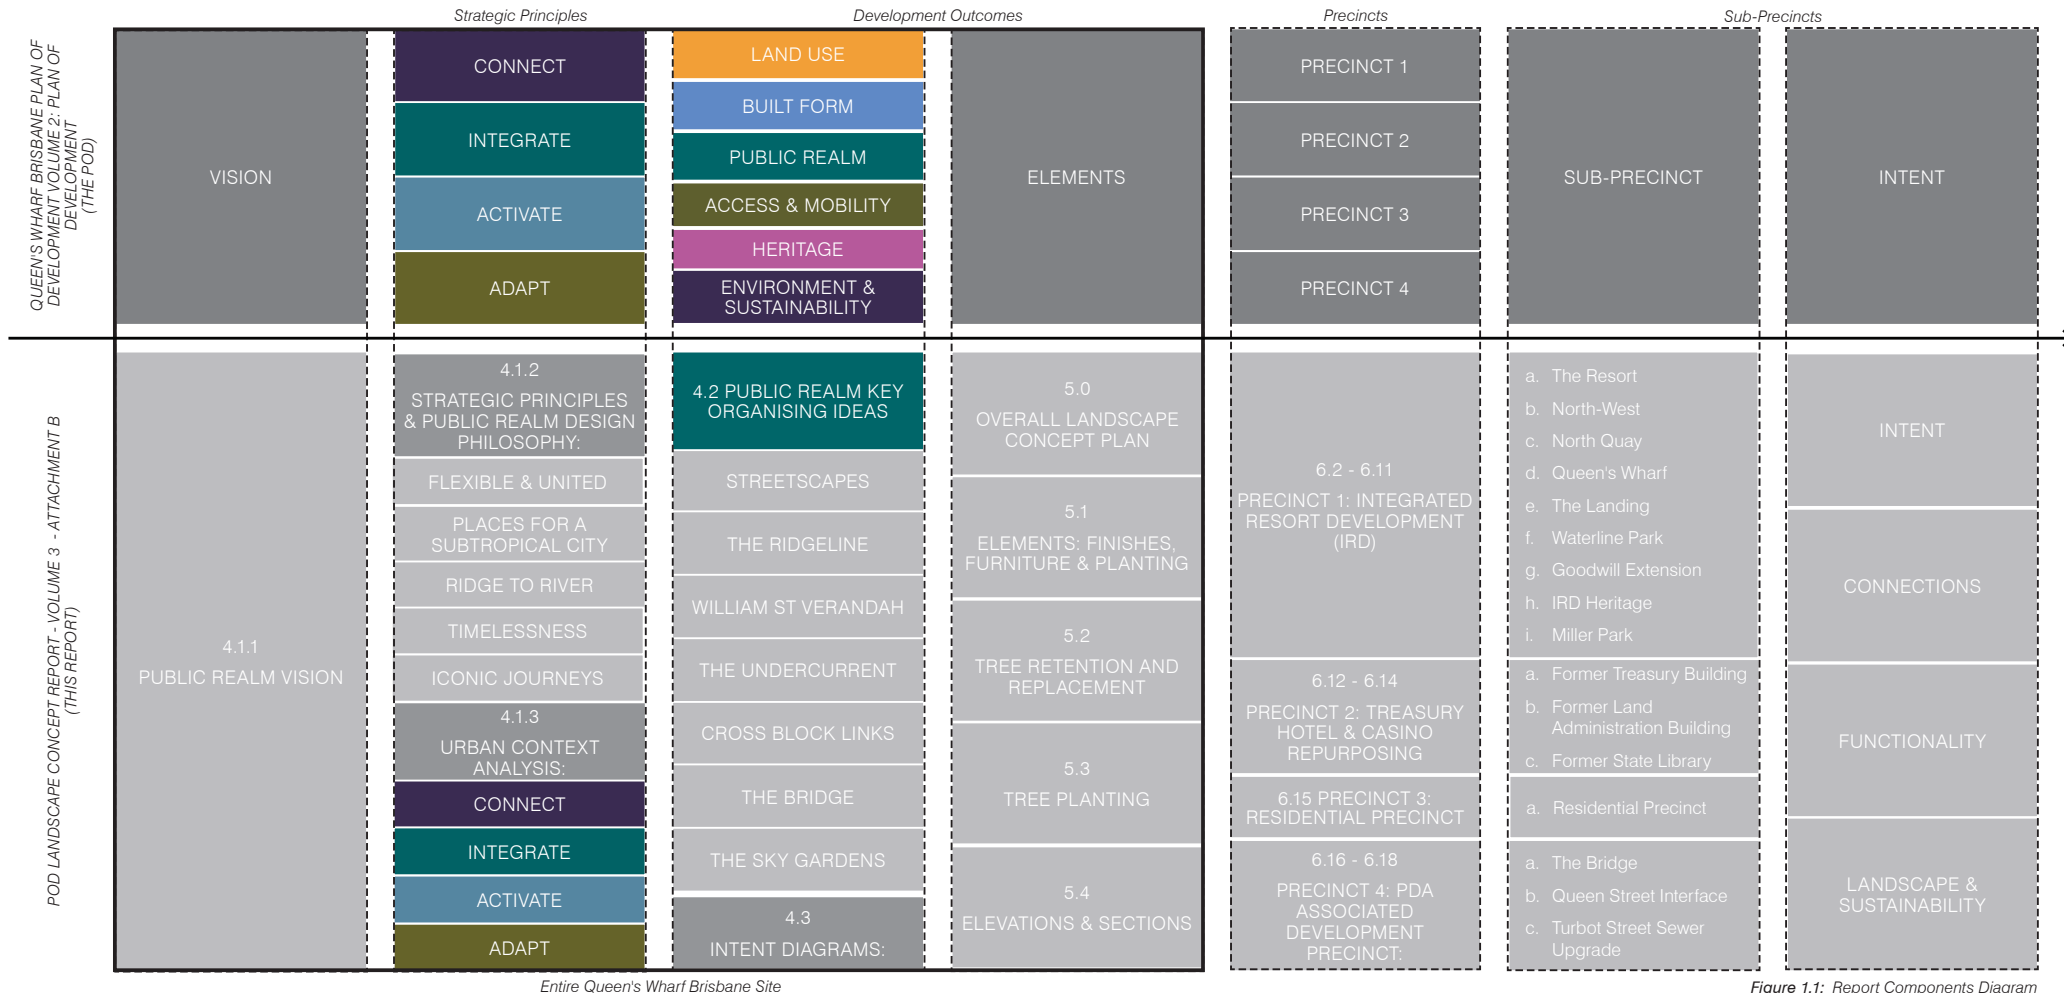 Strategic Principles
Development Outcomes
Precincts
Sub-Precincts
QUEEN'S WHARF BRISBANE PLAN OF
DEVELOPMENT VOLUME 2: PLAN OF
DEVELOPMENT
(THE POD)
VISION
CONNECT
INTEGRATE
ACTIVATE
ADAPT
LAND USE
BUILT FORM
PUBLIC REALM
ACCESS & MOBILITY
HERITAGE
ENVIRONMENT &
SUSTAINABILITY
ELEMENTS
PRECINCT 1
PRECINCT 2
PRECINCT 3
PRECINCT 4
SUB-PRECINCT
INTENT
POD LANDSCAPE CONCEPT REPORT - VOLUME 3 - ATTACHMENT B
(THIS REPORT)
4.1.1
PUBLIC REALM VISION
4.1.2
STRATEGIC PRINCIPLES
& PUBLIC REALM DESIGN
PHILOSOPHY:
FLEXIBLE & UNITED
PLACES FOR A
SUBTROPICAL CITY
RIDGE TO RIVER
TIMELESSNESS
ICONIC JOURNEYS
4.1.3
URBAN CONTEXT
ANALYSIS:
CONNECT
INTEGRATE
ACTIVATE
ADAPT
4.2 PUBLIC REALM KEY
ORGANISING IDEAS
STREETSCAPES
THE RIDGELINE
WILLIAM ST VERANDAH
THE UNDERCURRENT
CROSS BLOCK LINKS
THE BRIDGE
THE SKY GARDENS
4.3
INTENT DIAGRAMS:
5.0
OVERALL LANDSCAPE
CONCEPT PLAN
5.1
ELEMENTS: FINISHES,
FURNITURE & PLANTING
5.2
TREE RETENTION AND
REPLACEMENT
5.3
TREE PLANTING
5.4
ELEVATIONS & SECTIONS
6.2 - 6.11
PRECINCT 1: INTEGRATED
RESORT DEVELOPMENT
(IRD)
6.12 - 6.14
PRECINCT 2: TREASURY
HOTEL & CASINO
REPURPOSING
6.15 PRECINCT 3:
RESIDENTIAL PRECINCT
6.16 - 6.18
PRECINCT 4: PDA
ASSOCIATED
DEVELOPMENT
PRECINCT:
a. The Resort
b. North-West
c. North Quay
d. Queen's Wharf
e. The Landing
f. Waterline Park
g. Goodwill Extension
h. IRD Heritage
i. Miller Park
a. Former Treasury Building
b. Former Land
Administration Building
c. Former State Library
a. Residential Precinct
a. The Bridge
b. Queen Street Interface
c. Turbot Street Sewer
Upgrade
INTENT
CONNECTIONS
FUNCTIONALITY
LANDSCAPE &
SUSTAINABILITY
Entire Queen's Wharf Brisbane Site
Figure 1.1: Report Components Diagram